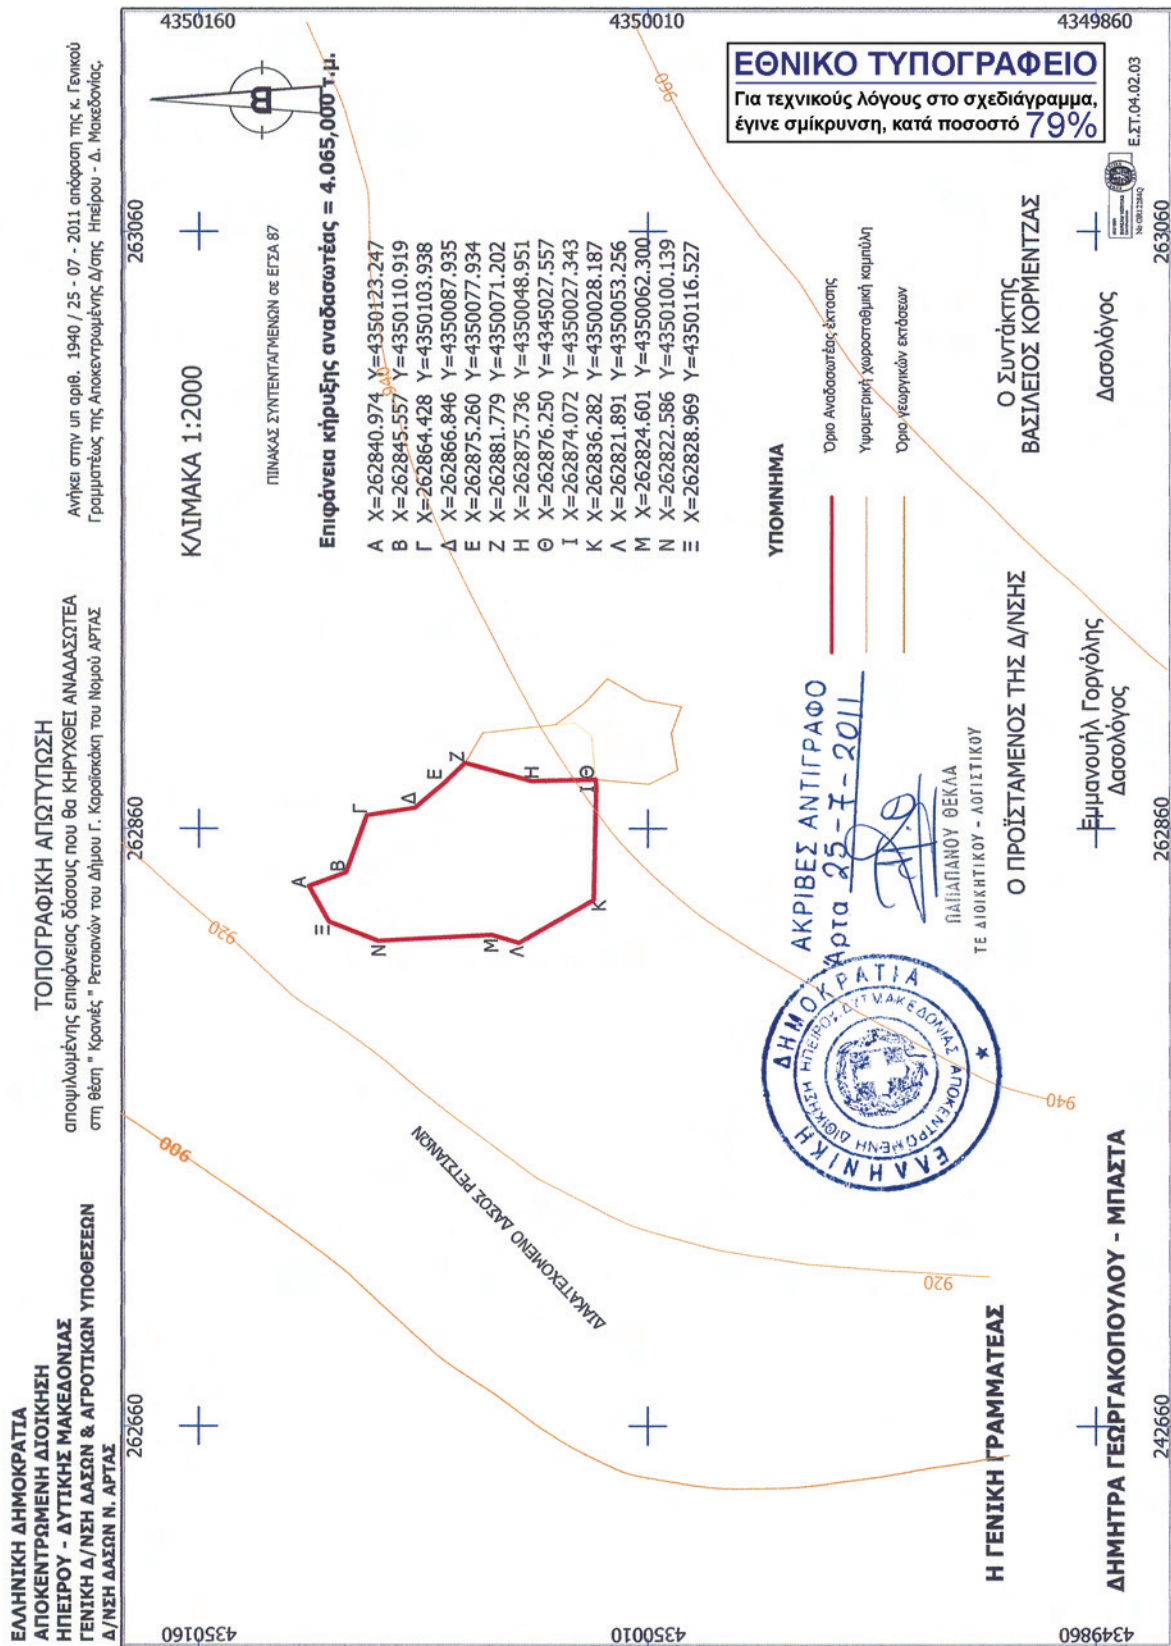 ΕΛΛΗΝΙΚΗ ΔΗΜΟΚΡΑΤΙΑ
ΑΠΟΚΕΝΤΡΩΜΕΝΗ ΔΙΟΙΚΗΣΗ
ΗΠΕΙΡΟΥ - ΔΥΤΙΚΗΣ ΜΑΚΕΔΟΝΙΑΣ
ΓΕΝΙΚΗ Δ/ΝΣΗ ΔΑΣΩΝ & ΑΓΡΟΤΙΚΩΝ ΥΠΟΘΕΣΕΩΝ
Δ/ΝΣΗ ΔΑΣΩΝ Ν. ΑΡΤΑΣ
ΤΟΠΟΓΡΑΦΙΚΗ ΑΠΩΤΥΠΩΣΗ
αποψιλωμένης επιφάνειας δάσους που θα ΚΗΡΥΧΘΕΙ ΑΝΑΔΑΣΩΤΕΑ
στη θέση " Κρανιές " Ρετσιανών του Δήμου Γ. Καραϊσκάκη του Νομού ΑΡΤΑΣ
Ανήκει στην υπ αριθ. 1940 / 25 - 07 - 2011 απόφαση της κ. Γενικού
Γραμματέως της Αποκεντρωμένης Δ/σης Ηπείρου - Δ. Μακεδονίας.
262660
262860
263060
4350160
4350160
ΚΛΙΜΑΚΑ 1:2000
Β
ΠΙΝΑΚΑΣ ΣΥΝΤΕΝΤΑΓΜΕΝΩΝ σε ΕΓΣΑ 87
Επιφάνεια κήρυξης αναδασωτέας = 4.065,000 τ.μ.
Α X=262840.974 Y=4350123.247
Β X=262845.557 Y=4350110.919
Γ X=262864.428 Y=4350103.938
Δ X=262866.846 Y=4350087.935
Ε X=262875.260 Y=4350077.934
Ζ X=262881.779 Y=4350071.202
Η X=262875.736 Y=4350048.951
Θ X=262876.250 Y=4345027.557
Ι X=262874.072 Y=4350027.343
Κ X=262836.282 Y=4350028.187
Λ X=262821.891 Y=4350053.256
Μ X=262824.601 Y=4350062.300
Ν X=262822.586 Y=4350100.139
Ξ X=262828.969 Y=4350116.527
900
920
940
960
Α
Β
Γ
Δ
Ε
Ζ
Η
Θ
Ι
Κ
Λ
Μ
Ν
Ξ
ΔΙΑΚΑΤΕΧΟΜΕΝΟ ΔΑΣΟΣ ΡΕΤΣΙΑΝΩΝ
4350010
4350010
920
940
ΥΠΟΜΝΗΜΑ
Όριο Αναδασωτέας έκτασης
Υψομετρική χωροσταθμική καμπύλη
Όριο γεωργικών εκτάσεων
ΕΘΝΙΚΟ ΤΥΠΟΓΡΑΦΕΙΟ
Για τεχνικούς λόγους στο σχεδιάγραμμα,
έγινε σμίκρυνση, κατά ποσοστό 79%
ΑΚΡΙΒΕΣ ΑΝΤΙΓΡΑΦΟ
Άρτα 25-7-2011
ΠΑΠΑΠΑΝΟΥ ΘΕΚΛΑ
ΤΕ ΔΙΟΙΚΗΤΙΚΟΥ - ΛΟΓΙΣΤΙΚΟΥ
ΕΛΛΗΝΙΚΗ ΔΗΜΟΚΡΑΤΙΑ
ΑΠΟΚΕΝΤΡΩΜΕΝΗ ΔΙΟΙΚΗΣΗ ΗΠΕΙΡΟΥ ΔΥΤ ΜΑΚΕΔΟΝΙΑΣ
Η ΓΕΝΙΚΗ ΓΡΑΜΜΑΤΕΑΣ
ΔΗΜΗΤΡΑ ΓΕΩΡΓΑΚΟΠΟΥΛΟΥ - ΜΠΑΣΤΑ
Ο ΠΡΟΪΣΤΑΜΕΝΟΣ ΤΗΣ Δ/ΝΣΗΣ
Εμμανουήλ Γοργόλης
Δασολόγος
Ο Συντάκτης
ΒΑΣΙΛΕΙΟΣ ΚΟΡΜΕΝΤΖΑΣ
Δασολόγος
4349860
4349860
242660
262860
263060
Ε.ΣΤ.04.02.03